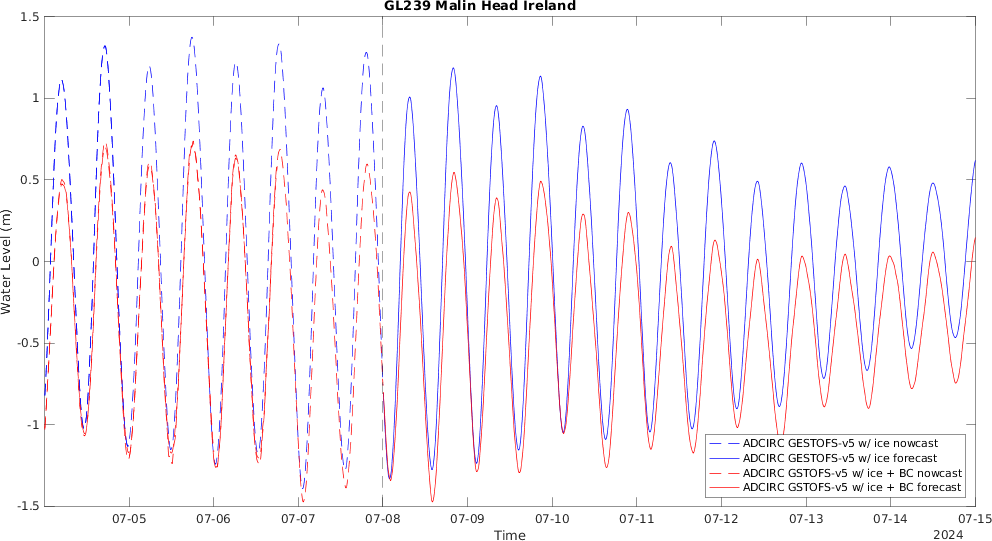 GL239 Malin Head Ireland
1.5
1
0.5
0
-0.5
-1
-1.5
Water Level (m)
ADCIRC GESTOFS-v5 w/ ice nowcast
ADCIRC GESTOFS-v5 w/ ice forecast
ADCIRC GSTOFS-v5 w/ ice + BC nowcast
ADCIRC GSTOFS-v5 w/ ice + BC forecast
07-05 07-06 07-07 07-08 07-09 07-10 07-11 07-12 07-13 07-14 07-15
Time
2024